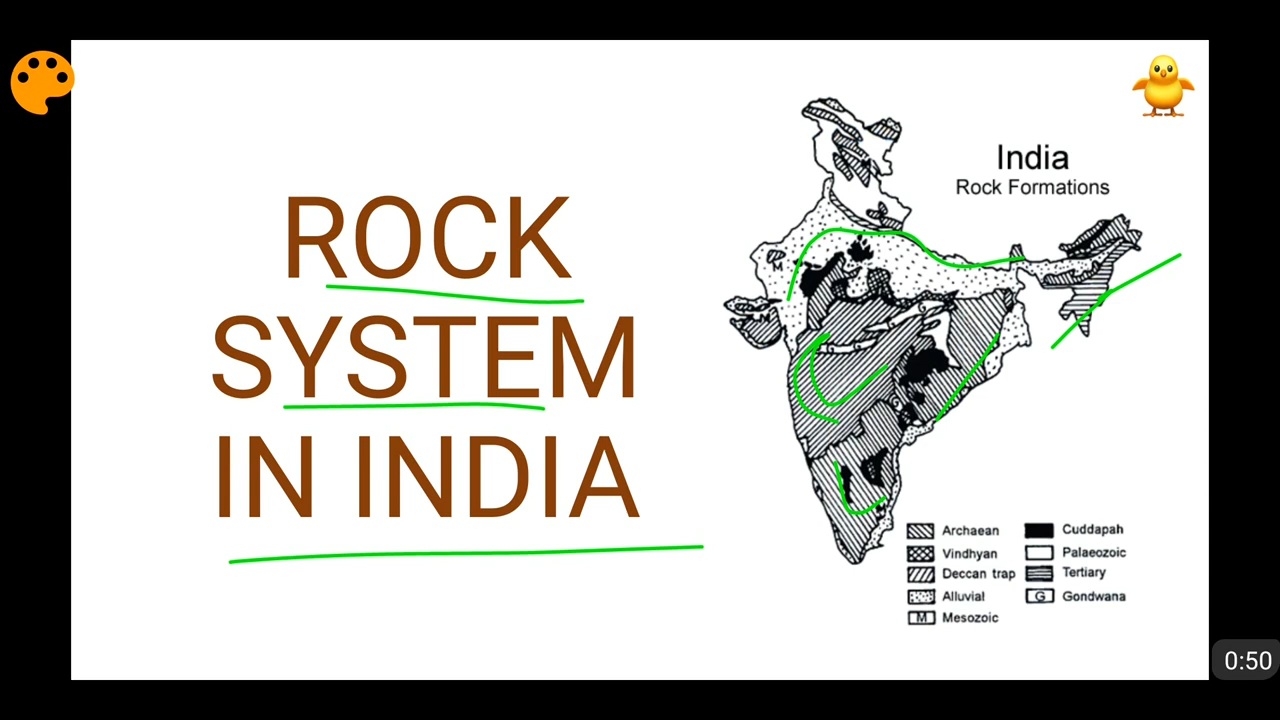 ROCK
SYSTEM
IN INDIA
India
Rock Formations
M
M
G
M
Archaean
Vindhyan
Deccan trap
Alluvial
M Mesozoic
Cuddapah
Palaeozoic
Tertiary
G Gondwana
0:50